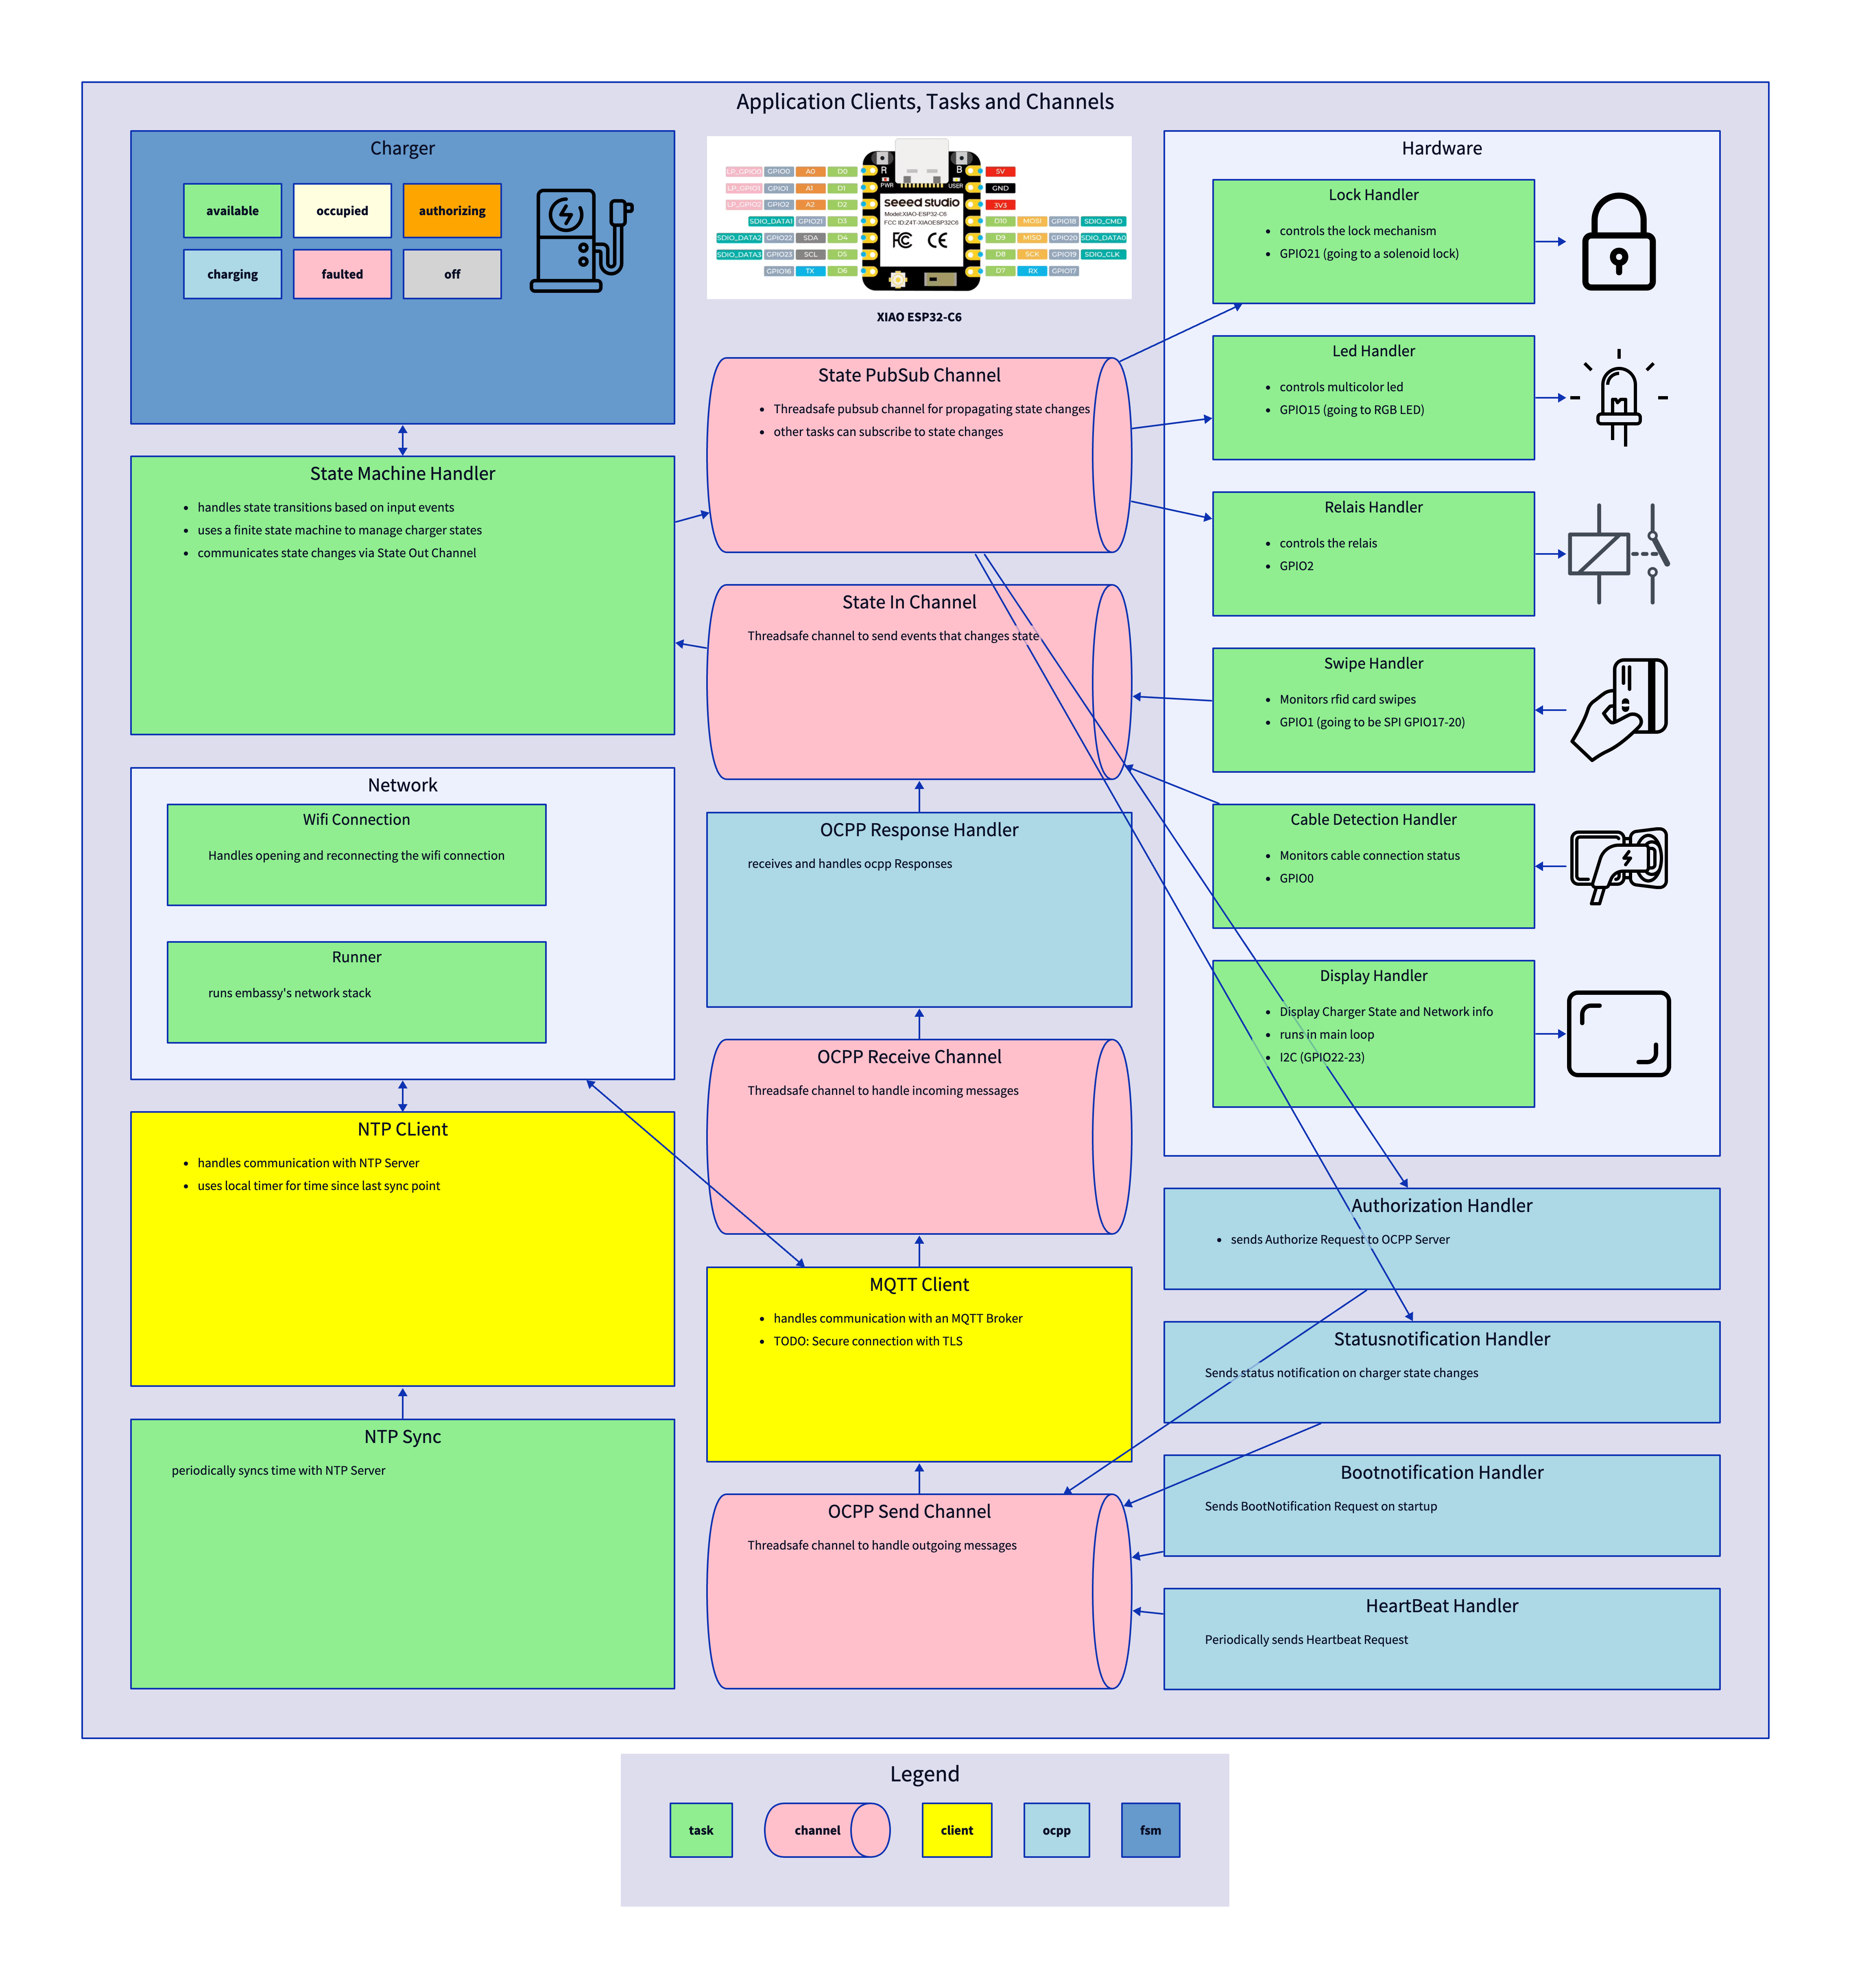 Application Clients, Tasks and Channels
Charger
available
occupied
authorizing
charging
faulted
off
State Machine Handler
handles state transitions based on input events
uses a finite state machine to manage charger states
communicates state changes via State Out Channel
Network
Wifi Connection
Handles opening and reconnecting the wifi connection
Runner
runs embassy's network stack
NTP CLient
handles communication with NTP Server
uses local timer for time since last sync point
NTP Sync
periodically syncs time with NTP Server
R
B
PWR
USER
seeed studio
Model:XIAO-ESP32-C6
FCC ID:Z4T-XIAOESP32C6
FC CE
LP_GPIO0 GPIO0 A0 D0
LP_GPIO1 GPIO1 A1 D1
LP_GPIO2 GPIO2 A2 D2
SDIO_DATA1 GPIO21 D3
SDIO_DATA2 GPIO22 SDA D4
SDIO_DATA3 GPIO23 SCL D5
GPIO16 TX D6
5V
GND
3V3
D10 MOSI GPIO18 SDIO_CMD
D9 MISO GPIO20 SDIO_DATA0
D8 SCK GPIO19 SDIO_CLK
D7 RX GPIO17
XIAO ESP32-C6
State PubSub Channel
Threadsafe pubsub channel for propagating state changes
other tasks can subscribe to state changes
State In Channel
Threadsafe channel to send events that changes state
OCPP Response Handler
receives and handles ocpp Responses
OCPP Receive Channel
Threadsafe channel to handle incoming messages
MQTT Client
handles communication with an MQTT Broker
TODO: Secure connection with TLS
OCPP Send Channel
Threadsafe channel to handle outgoing messages
Hardware
Lock Handler
controls the lock mechanism
GPIO21 (going to a solenoid lock)
Led Handler
controls multicolor led
GPIO15 (going to RGB LED)
Relais Handler
controls the relais
GPIO2
Swipe Handler
Monitors rfid card swipes
GPIO1 (going to be SPI GPIO17-20)
Cable Detection Handler
Monitors cable connection status
GPIO0
Display Handler
Display Charger State and Network info
runs in main loop
I2C (GPIO22-23)
Authorization Handler
sends Authorize Request to OCPP Server
Statusnotification Handler
Sends status notification on charger state changes
Bootnotification Handler
Sends BootNotification Request on startup
HeartBeat Handler
Periodically sends Heartbeat Request
Legend
task
channel
client
ocpp
fsm